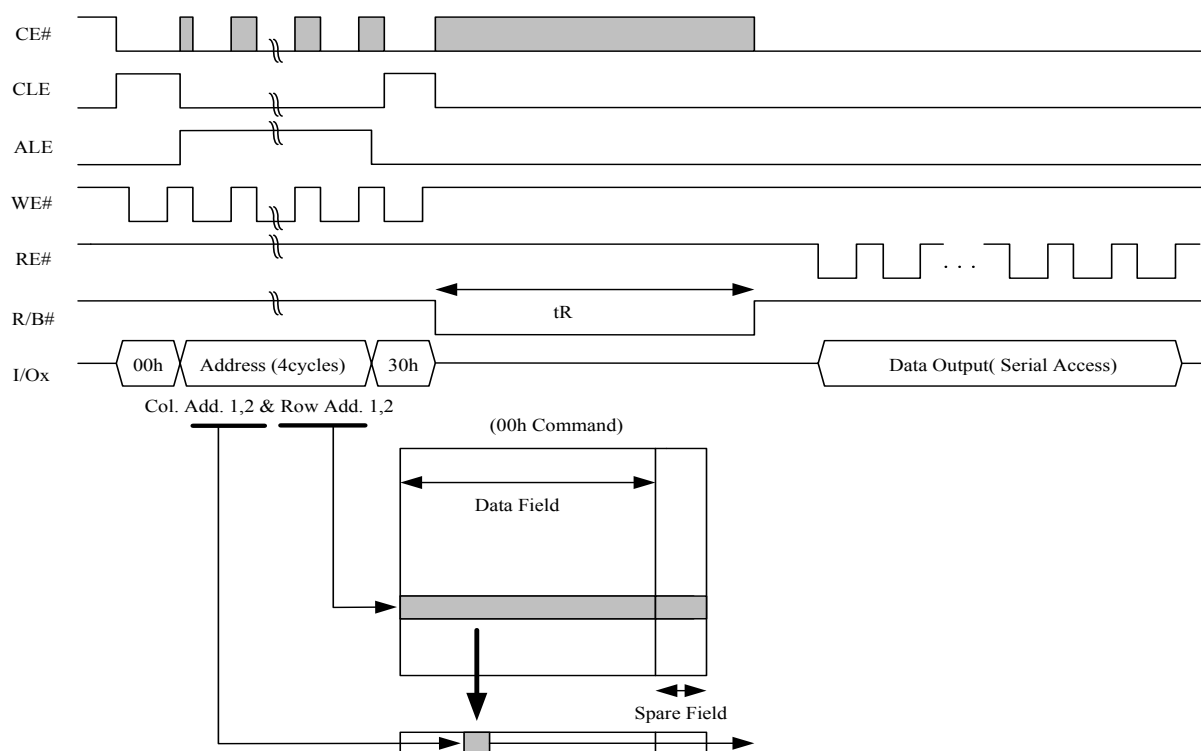 CE#
CLE
ALE
WE#
RE#
. . .
R/B#
tR
I/Ox
00h
Address (4cycles)
30h
Data Output( Serial Access)
Col. Add. 1,2 & Row Add. 1,2
(00h Command)
Data Field
Spare Field